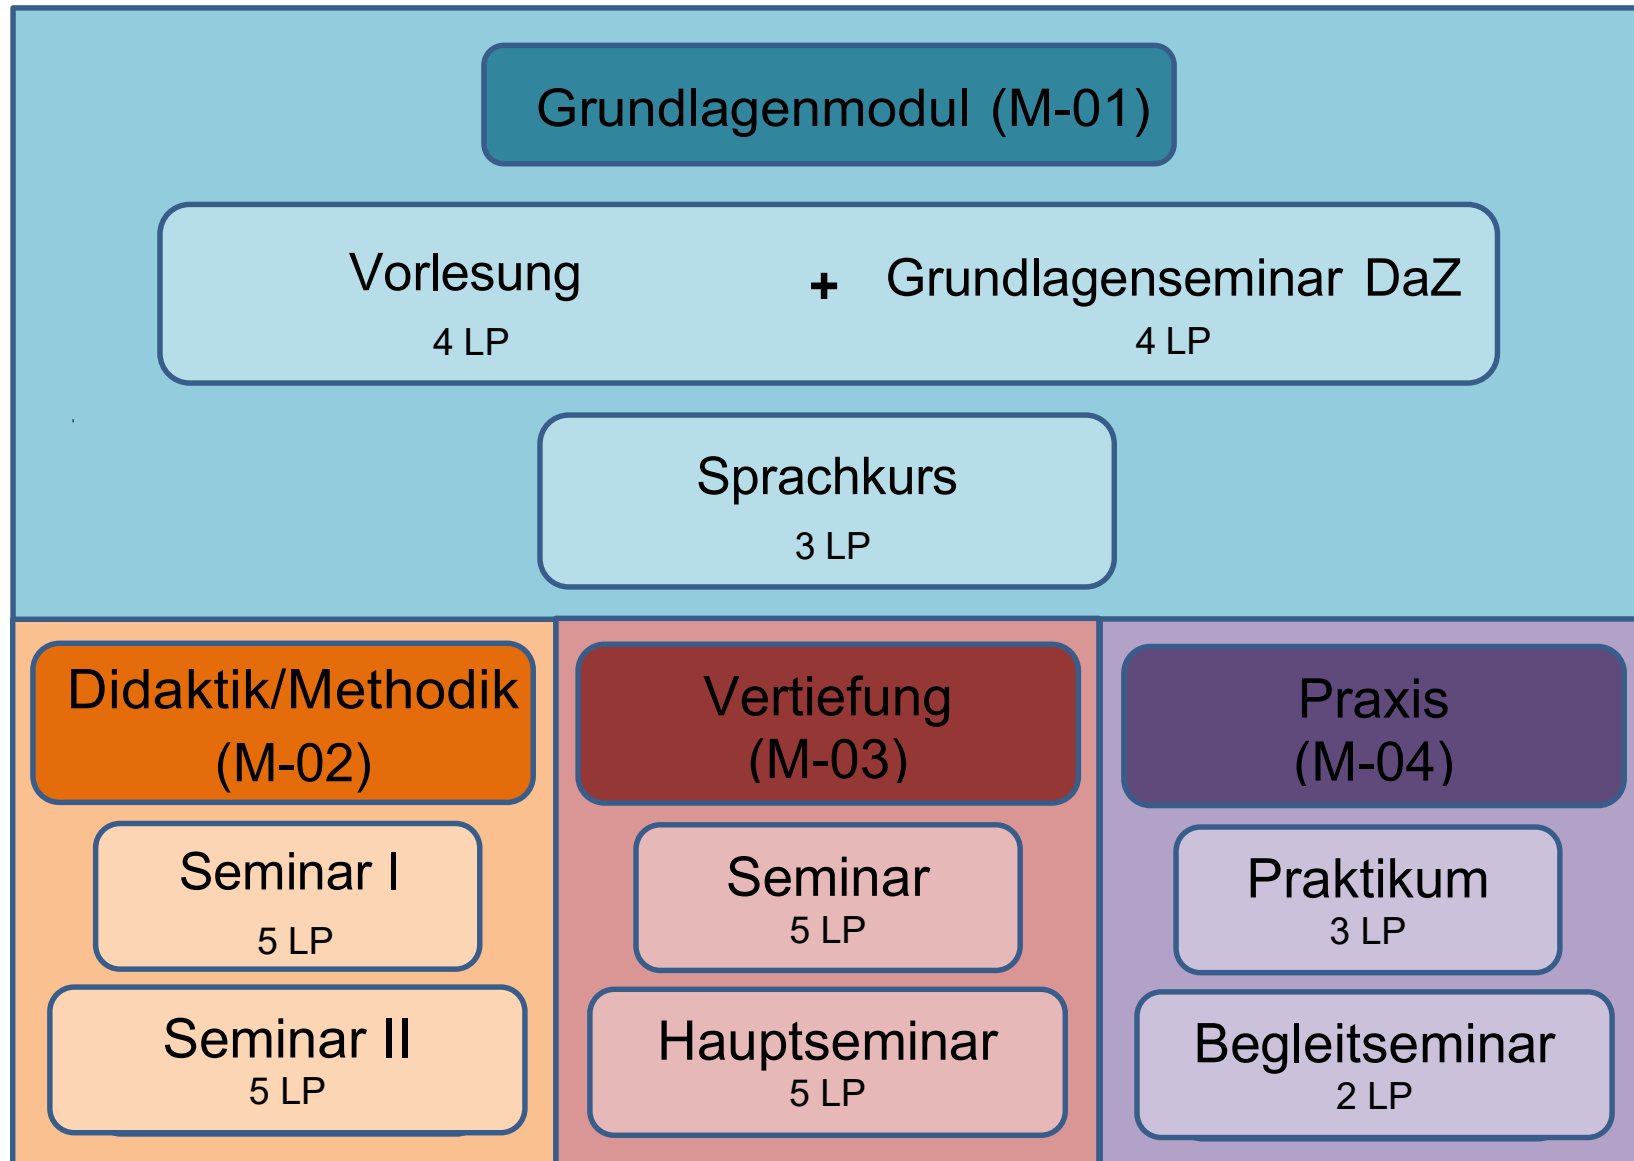 Grundlagenmodul (M-01)
Vorlesung + Grundlagenseminar DaZ
4 LP 4 LP
Sprachkurs
3 LP
Didaktik/Methodik
(M-02)
Seminar I
5 LP
Seminar II
5 LP
Vertiefung
(M-03)
Seminar
5 LP
Hauptseminar
5 LP
Praxis
(M-04)
Praktikum
3 LP
Begleitseminar
2 LP